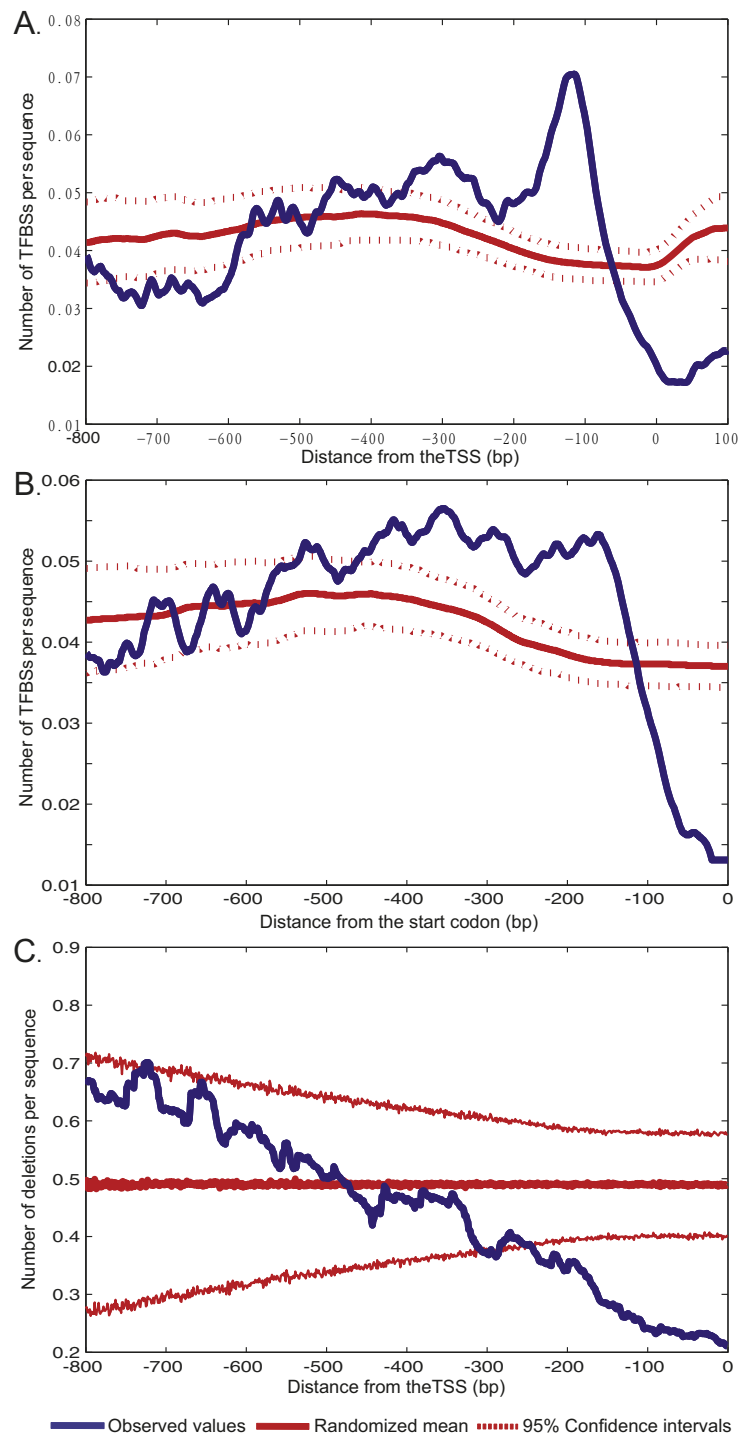 A.
0.08
0.07
0.06
0.05
0.04
0.03
0.02
0.01
Number of TFBSs per sequence
-800 -700 -600 -500 -400 -300 -200 -100 0 100
Distance from theTSS (bp)
B.
0.06
0.05
0.04
0.03
0.02
0.01
Number of TFBSs per sequence
-800 -700 -600 -500 -400 -300 -200 -100 0
Distance from the start codon (bp)
C.
0.9
0.8
0.7
0.6
0.5
0.4
0.3
0.2
Number of deletions per sequence
-800 -700 -600 -500 -400 -300 -200 -100 0
Distance from theTSS (bp)
Observed values Randomized mean 95% Confidence intervals